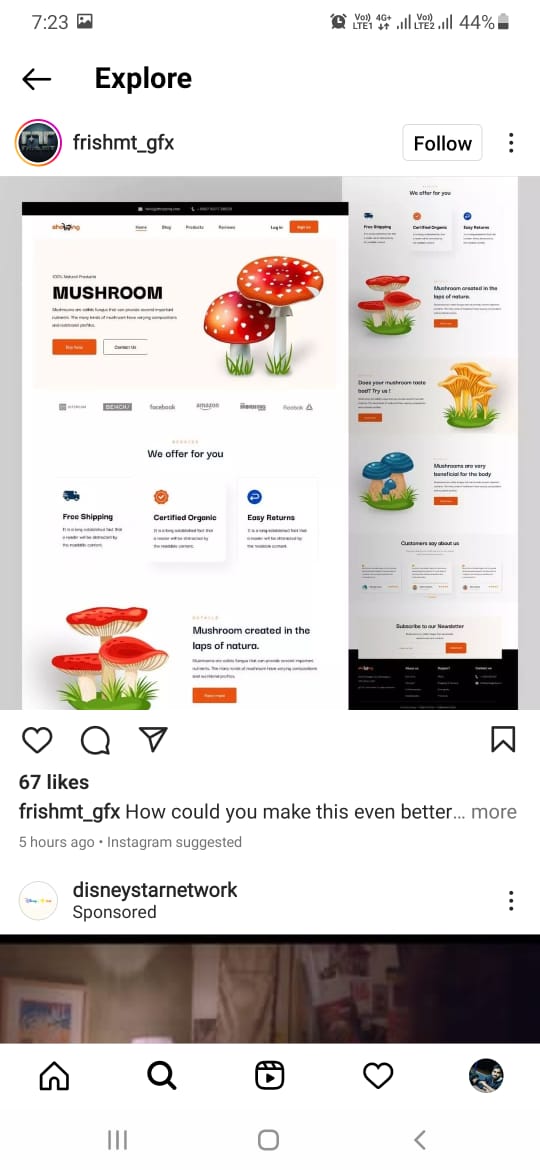 7:23
Vo)) LTE1 4G+ Vo)) LTE2 44%
Explore
frishmt_gfx
Follow
Home Blog Products Reviews Log in Sign up
100% Natural Products
MUSHROOM
Mushrooms are edible fungus that can provide several important
nutrients. The many kinds of mushroom have varying compositions
and nutritional profiles.
Buy Now Contact Us
BENCH/ facebook amazon
SERVICE
We offer for you
Free Shipping
It is a long established fact that
a reader will be distracted by
the readable content.
Certified Organic
It is a long established fact that
a reader will be distracted by
the readable content.
Easy Returns
It is a long established fact that
a reader will be distracted by
the readable content.
DETAILS
Mushroom created in the
laps of natura.
Mushrooms are edible fungus that can provide several important
nutrients. The many kinds of mushroom have varying compositions
and nutritional profiles.
We offer for you
Free Shipping
Certified Organic
Easy Returns
Mushroom created in the
laps of natura.
Does your mushroom taste
bad? Try us !
Mushrooms are very
beneficial for the body
Customers say about us
Subscribe to our Newsletter
About us Support Contact us
67 likes
frishmt_gfx How could you make this even better... more
5 hours ago • Instagram suggested
disneystarnetwork
Sponsored